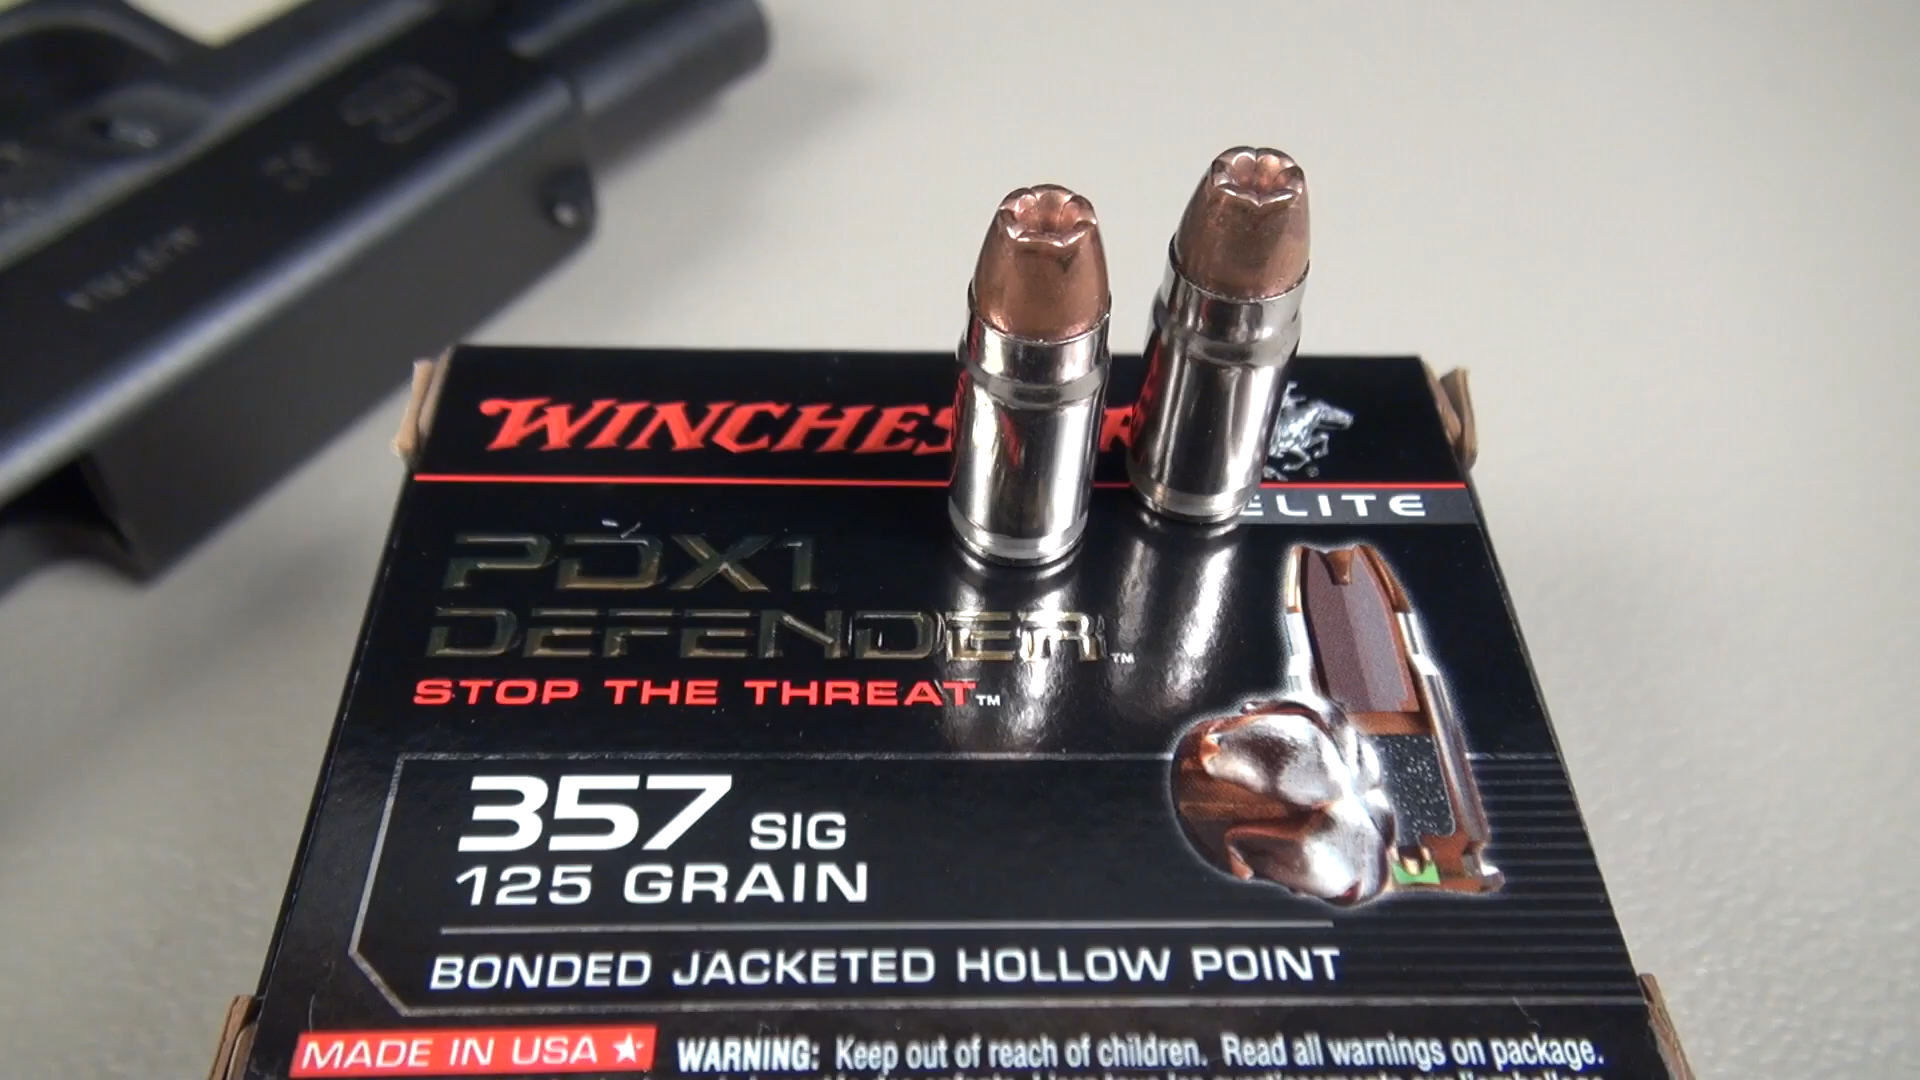 WINCHES R
ELITE
PDX1
DEFENDER™
STOP THE THREAT™
357 SIG
125 GRAIN
BONDED JACKETED HOLLOW POINT
MADE IN USA
WARNING: Keep out of reach of children. Read all warnings on package.